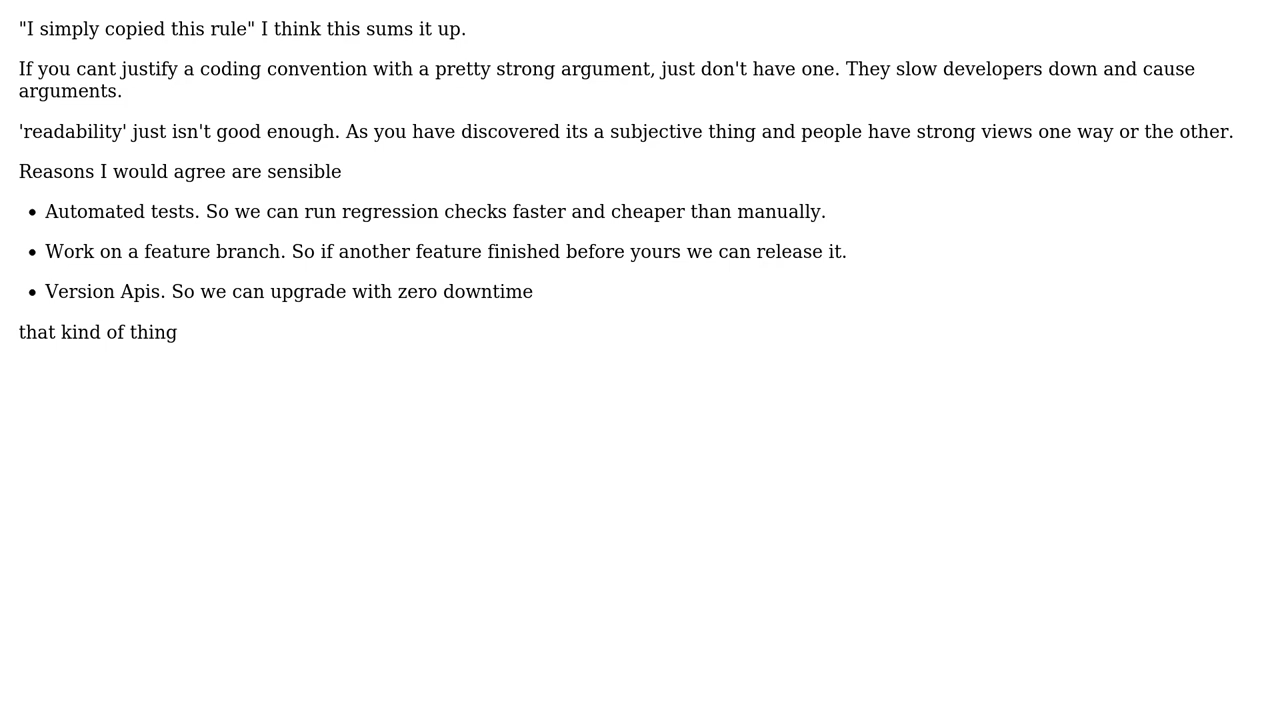 "I simply copied this rule" I think this sums it up.
If you cant justify a coding convention with a pretty strong argument, just don't have one. They slow developers down and cause
arguments.
'readability' just isn't good enough. As you have discovered its a subjective thing and people have strong views one way or the other.
Reasons I would agree are sensible
• Automated tests. So we can run regression checks faster and cheaper than manually.
• Work on a feature branch. So if another feature finished before yours we can release it.
• Version Apis. So we can upgrade with zero downtime
that kind of thing